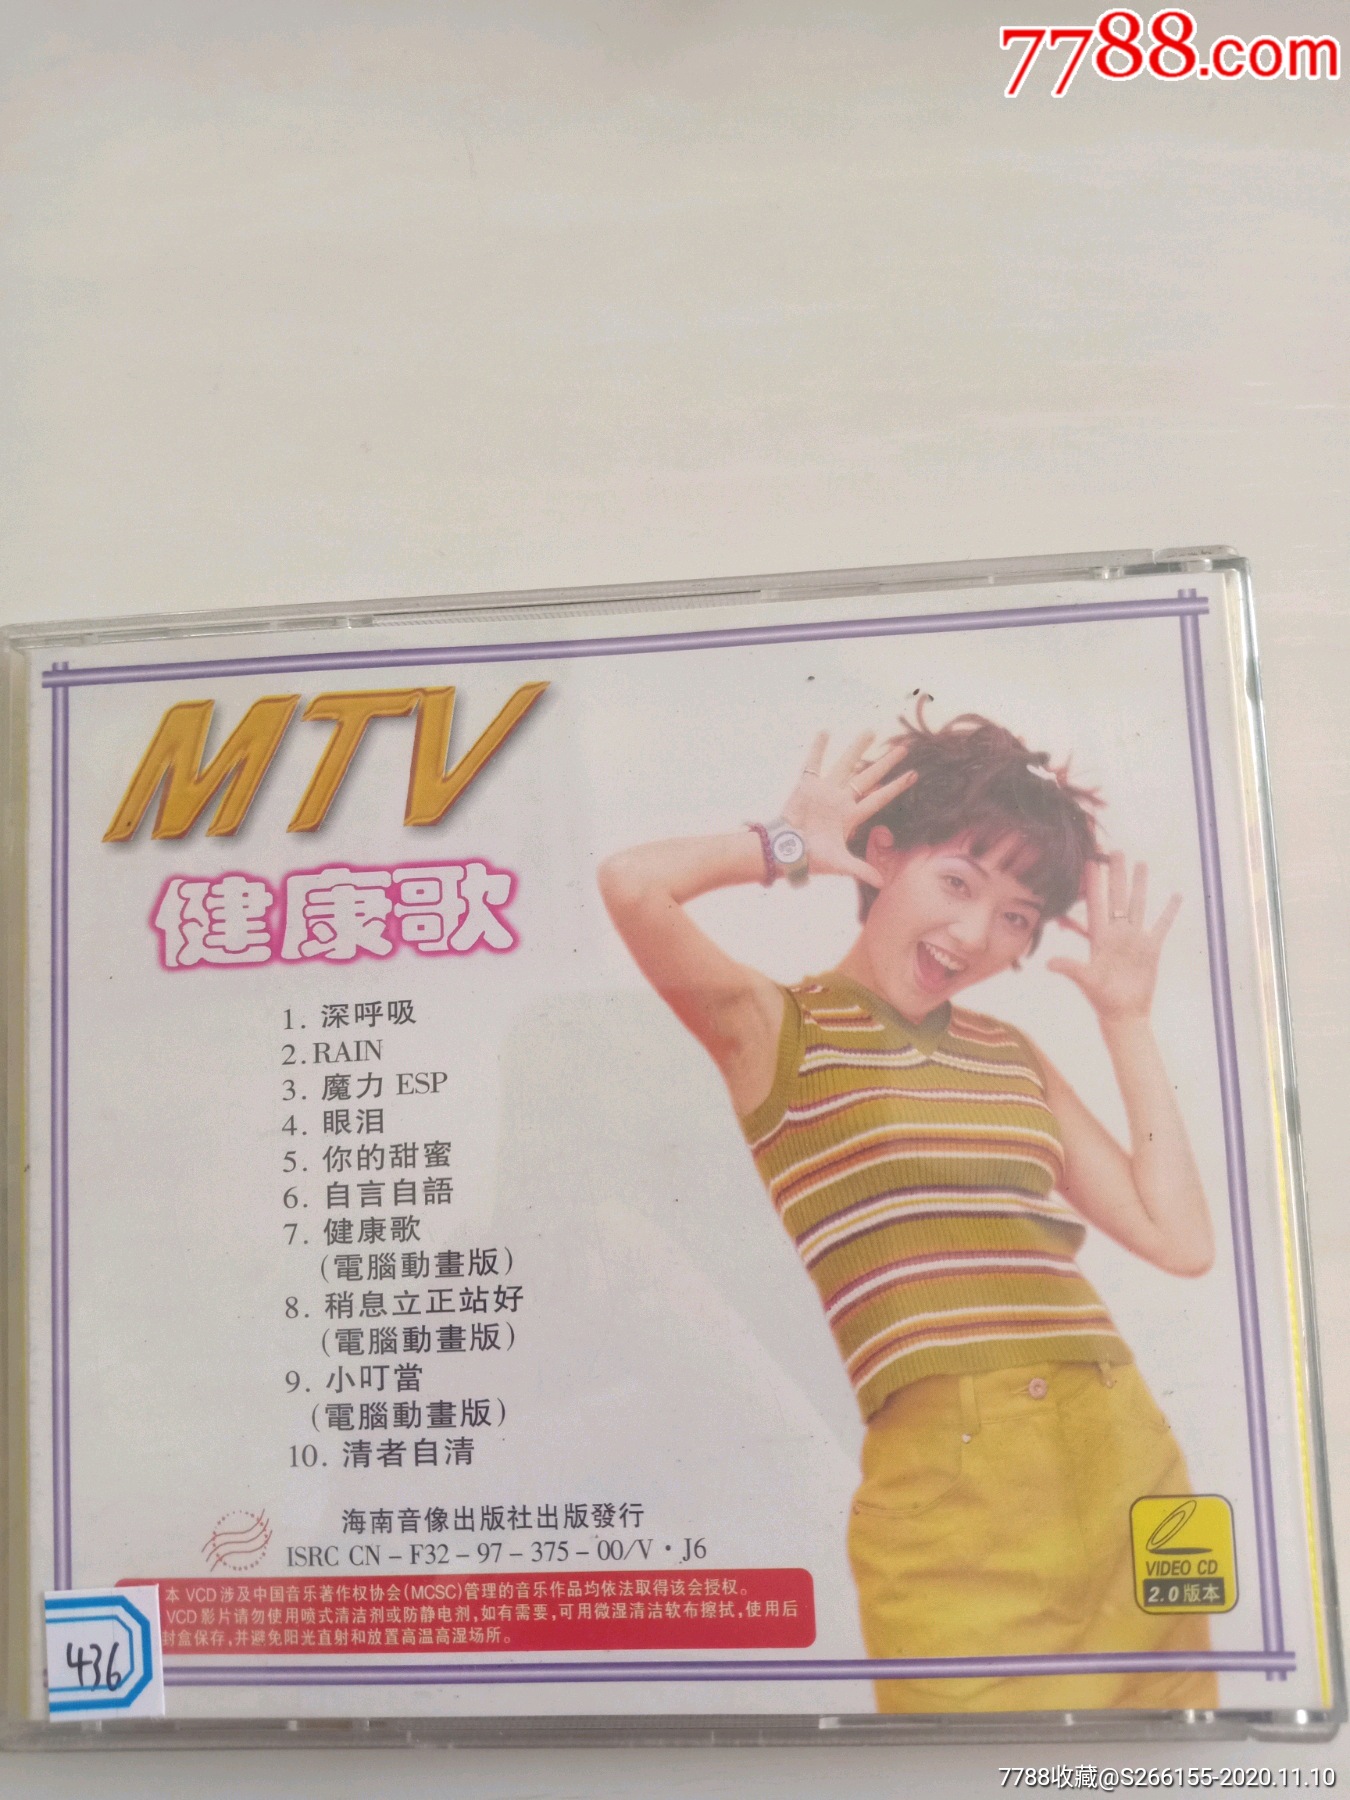 7788.com
MTV
健康歌
1. 深呼吸
2.RAIN
3. 魔力 ESP
4. 眼泪
5. 你的甜蜜
6. 自言自語
7. 健康歌
(電腦動畫版)
8. 稍息立正站好
(電腦動畫版)
9. 小叮當
(電腦動畫版)
10. 清者自清
海南音像出版社出版發行
ISRC CN-F32-97-375-00/V·J6
本 VCD 涉及中国音乐著作权协会(MCSC)管理的音乐作品均依法取得该会授权。
VCD 影片请勿使用喷式清洁剂或防静电剂,如有需要,可用微湿清洁软布擦拭,使用后
封盒保存,并避免阳光直射和放置高温高湿场所。
VIDEO CD
2.0版本
436
7788收藏@S266155-2020.11.10